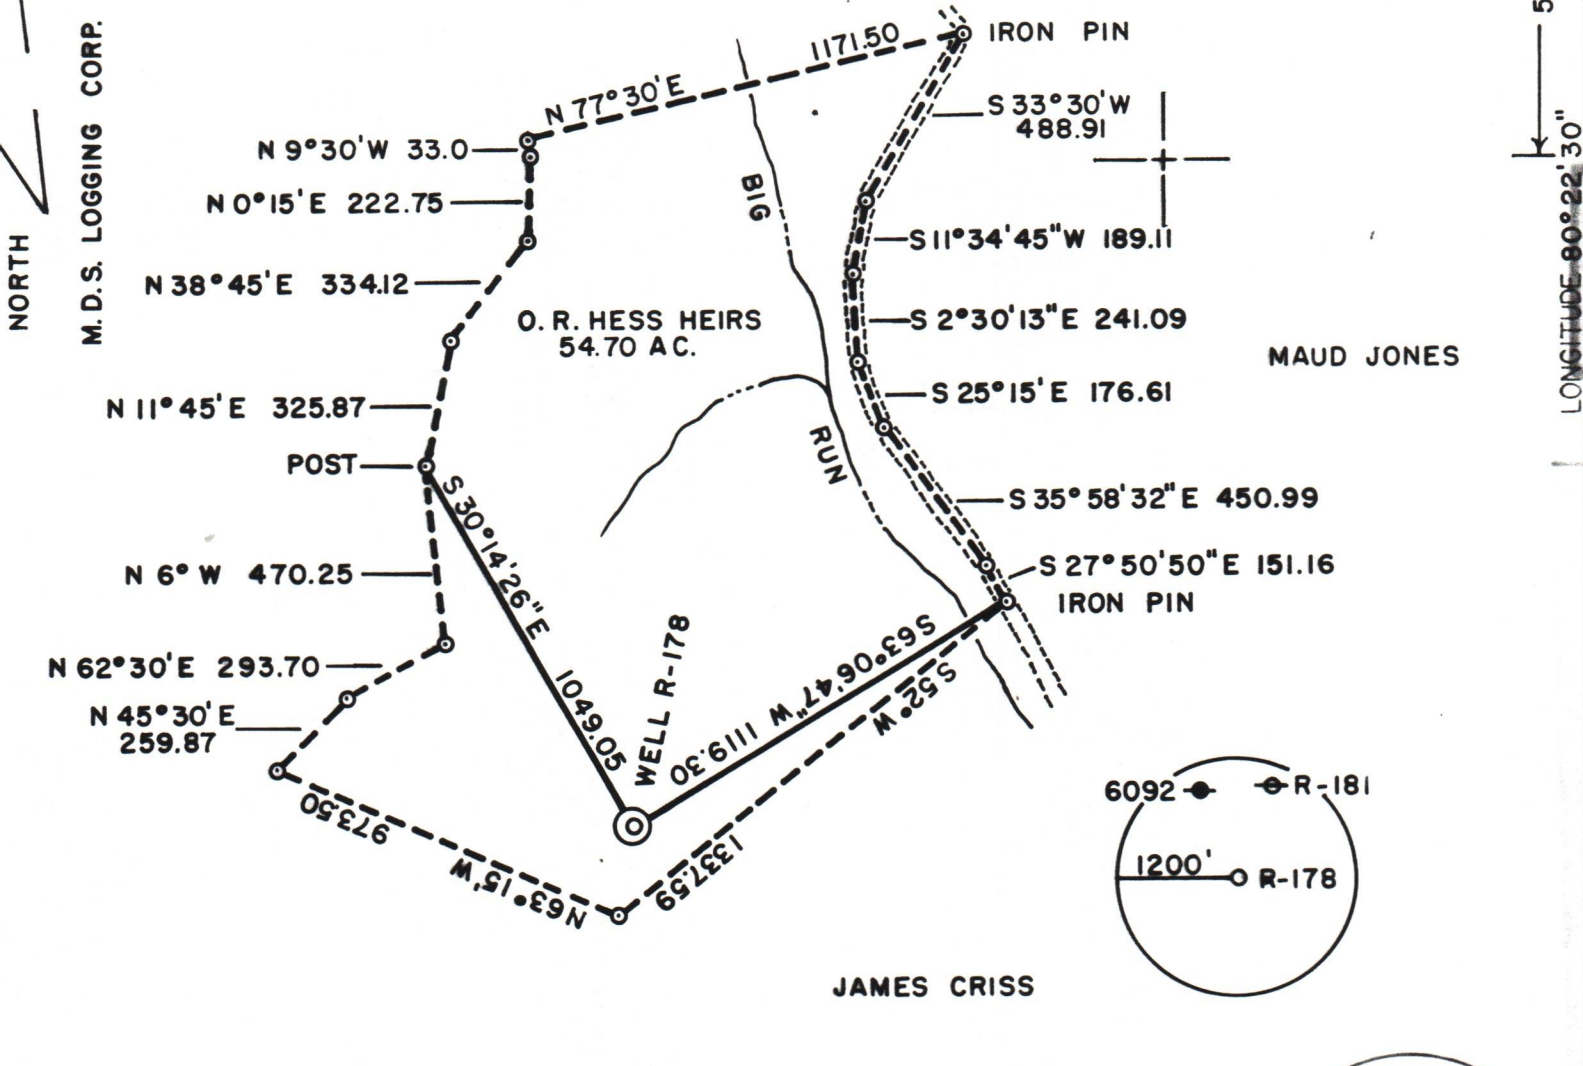 NORTH
M. D. S. LOGGING CORP.
N 77°30'E 1171.50
IRON PIN
N 9°30'W 33.0
S 33°30'W
488.91
N 0°15'E 222.75
BIG
S 11°34'45"W 189.11
N 38°45'E 334.12
O. R. HESS HEIRS
54.70 AC.
S 2°30'13"E 241.09
MAUD JONES
LONGITUDE 80°22'30"
5
N 11°45'E 325.87
S 25°15'E 176.61
RUN
POST
S 30°14'26"E 1049.05
S 35°58'32"E 450.99
N 6° W 470.25
S 27°50'50"E 151.16
IRON PIN
WELL R-178
S63°06'47"W 1119.30
S 52° W 1337.59
N 62°30'E 293.70
N 45°30'E
259.87
N63°15'W 973.50
6092
R-181
1200'
R-178
JAMES CRISS